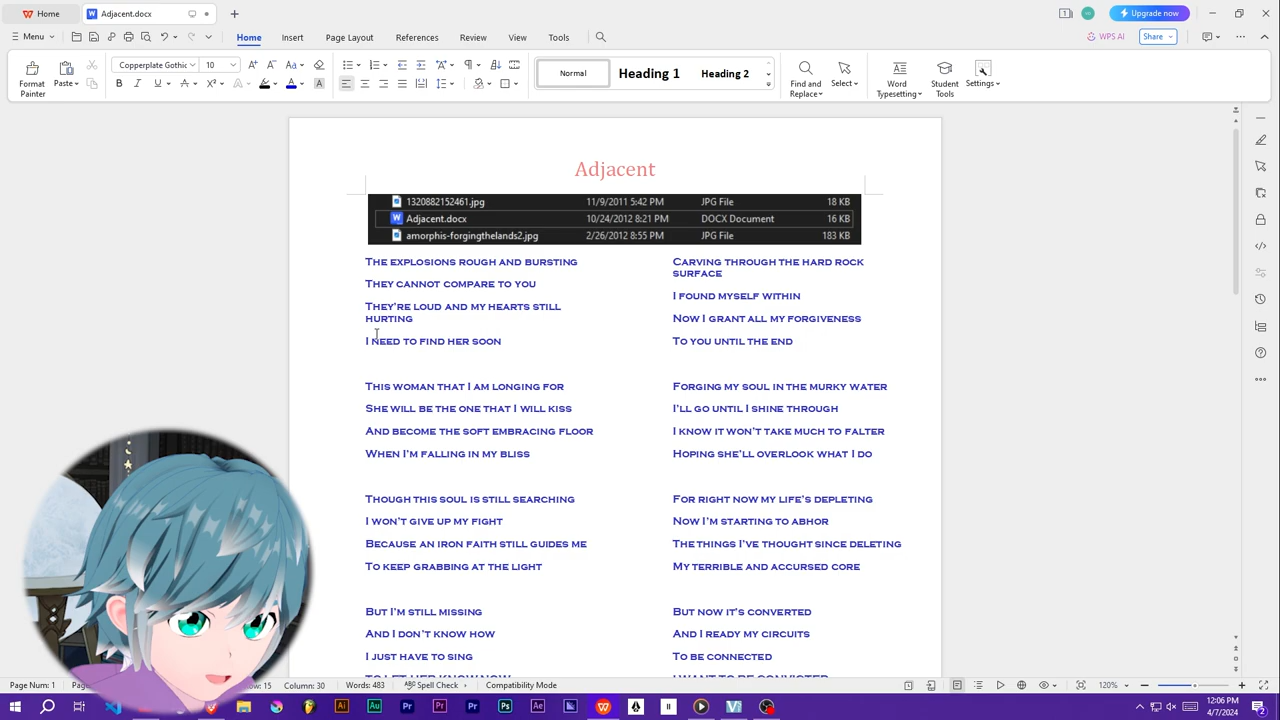 Home
Adjacent.docx
Upgrade now
Menu
Home
Insert
Page Layout
References
Review
View
Tools
WPS AI
Share
Format Painter
Paste
Copperplate Gothic
10
Normal
Heading 1
Heading 2
Find and Replace
Select
Word Typesetting
Student Tools
Settings
Adjacent
1320882152461.jpg 11/9/2011 5:42 PM JPG File 18 KB
Adjacent.docx 10/24/2012 8:21 PM DOCX Document 16 KB
amorphis-forgingthelands2.jpg 2/26/2012 8:55 PM JPG File 183 KB
The explosions rough and bursting
They cannot compare to you
They're loud and my hearts still
hurting
I need to find her soon
This woman that I am longing for
She will be the one that I will kiss
And become the soft embracing floor
When I'm falling in my bliss
Though this soul is still searching
I won't give up my fight
Because an iron faith still guides me
To keep grabbing at the light
But I'm still missing
And I don't know how
I just have to sing
To let her know now
Carving through the hard rock
surface
I found myself within
Now I grant all my forgiveness
To you until the end
Forging my soul in the murky water
I'll go until I shine through
I know it won't take much to falter
Hoping she'll overlook what I do
For right now my life's depleting
Now I'm starting to abhor
The things I've thought since deleting
My terrible and accursed core
But now it's converted
And I ready my circuits
To be connected
I want to be convicted
Page Num: 1
Row: 15
Column: 30
Words: 483
Spell Check
Compatibility Mode
120%
12:06 PM
4/7/2024